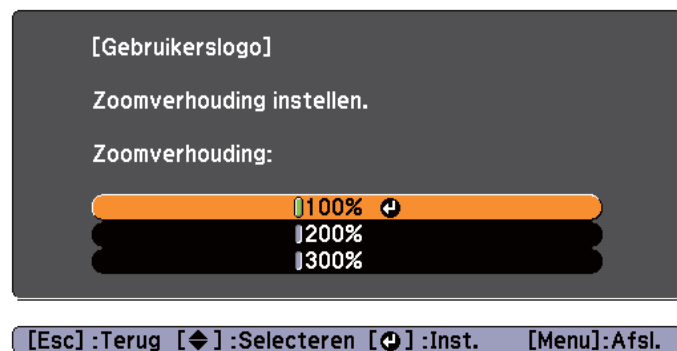 [Gebruikerslogo]
Zoomverhouding instellen.
Zoomverhouding:
100%
200%
300%
[Esc] :Terug [◆] :Selecteren [⏎] :Inst. [Menu]:Afsl.